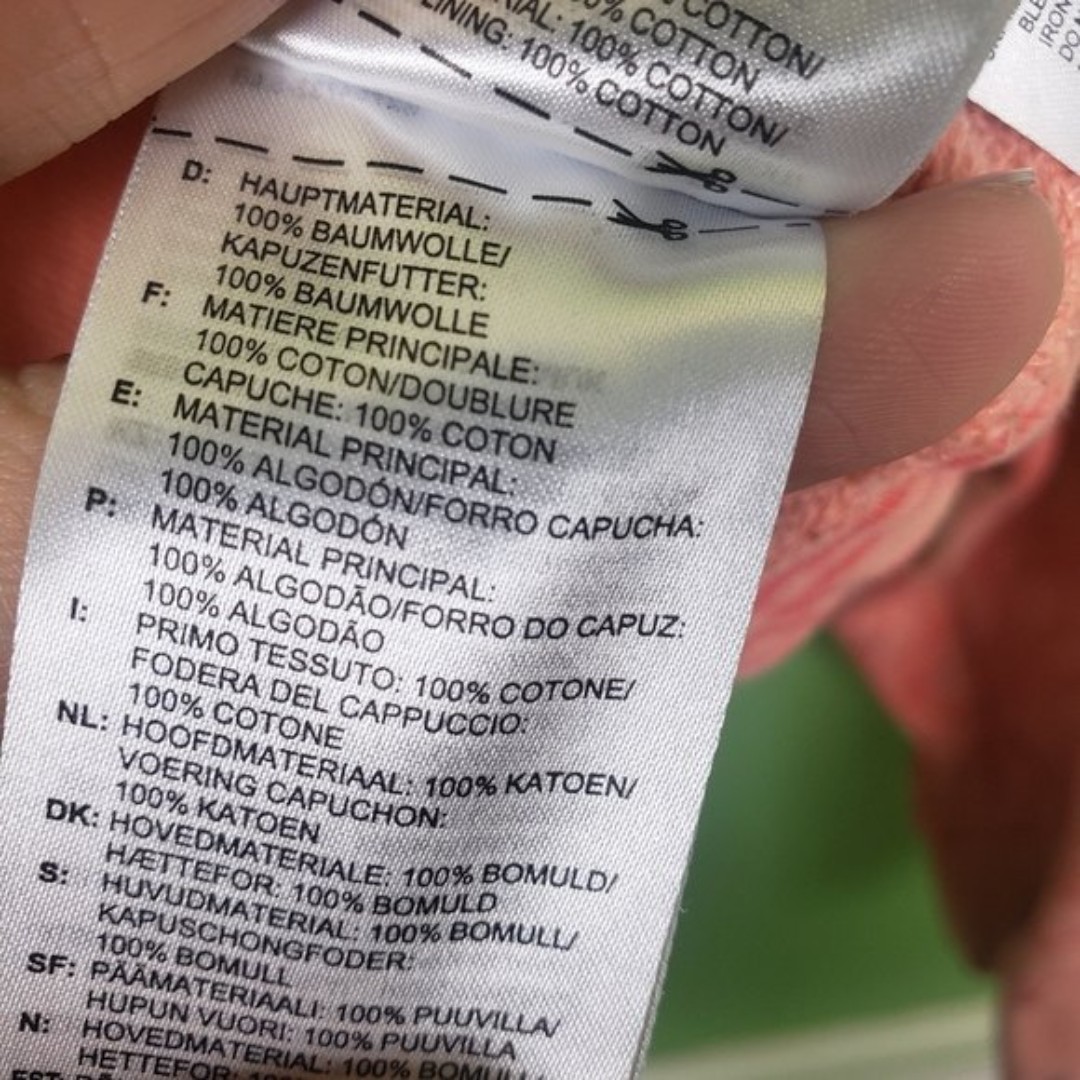 COTTON/
COTTON
100% COTTON/
LINING: 100% COTTON
D: HAUPTMATERIAL:
100% BAUMWOLLE/
KAPUZENFUTTER:
100% BAUMWOLLE
F: MATIERE PRINCIPALE:
100% COTON/DOUBLURE
CAPUCHE: 100% COTON
E: MATERIAL PRINCIPAL:
100% ALGODÓN/FORRO CAPUCHA:
100% ALGODÓN
P: MATERIAL PRINCIPAL:
100% ALGODÃO/FORRO DO CAPUZ:
100% ALGODÃO
I: PRIMO TESSUTO: 100% COTONE/
FODERA DEL CAPPUCCIO:
100% COTONE
NL: HOOFDMATERIAAL: 100% KATOEN/
VOERING CAPUCHON:
100% KATOEN
DK: HOVEDMATERIALE: 100% BOMULD/
HÆTTEFOR: 100% BOMULD
S: HUVUDMATERIAL: 100% BOMULL/
KAPUSCHONGFODER:
100% BOMULL
SF: PÄÄMATERIAALI: 100% PUUVILLA/
HUPUN VUORI: 100% PUUVILLA
N: HOVEDMATERIAL: 100% BOMULL/
HETTEFOR:
IRON